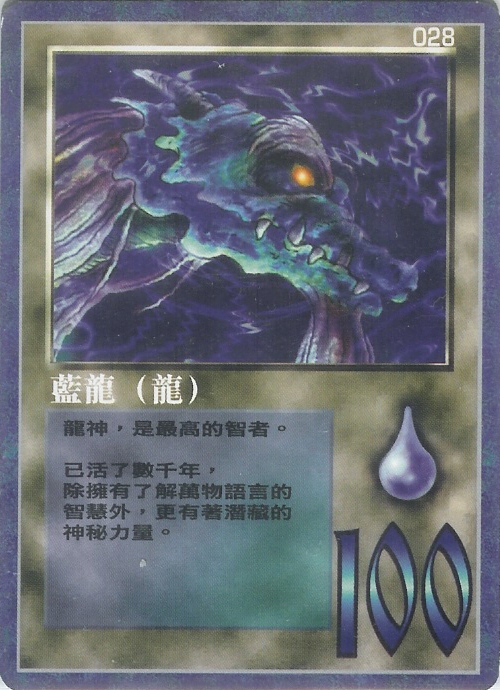 028
藍龍（龍）
龍神，是最高的智者。
已活了數千年，
除擁有了解萬物語言的
智慧外，更有著潛藏的
神秘力量。
100